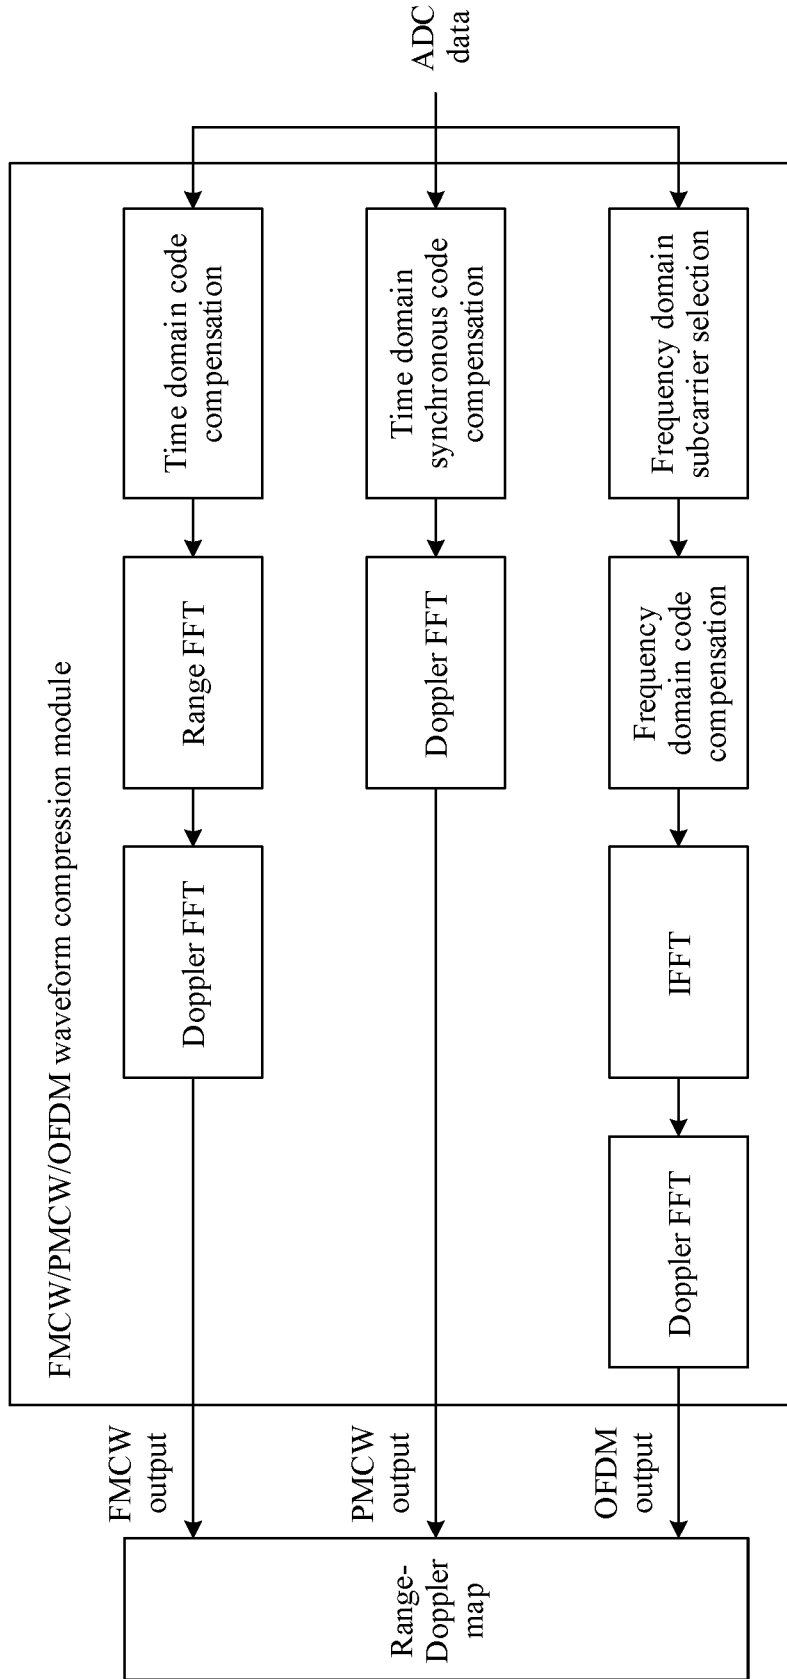 ADC
data
FMCW/PMCW/OFDM waveform compression module
Time domain code
compensation
Range FFT
Doppler FFT
FMCW
output
Time domain
synchronous code
compensation
Doppler FFT
PMCW
output
Frequency domain
subcarrier selection
Frequency
domain code
compensation
IFFT
Doppler FFT
OFDM
output
Range-
Doppler
map